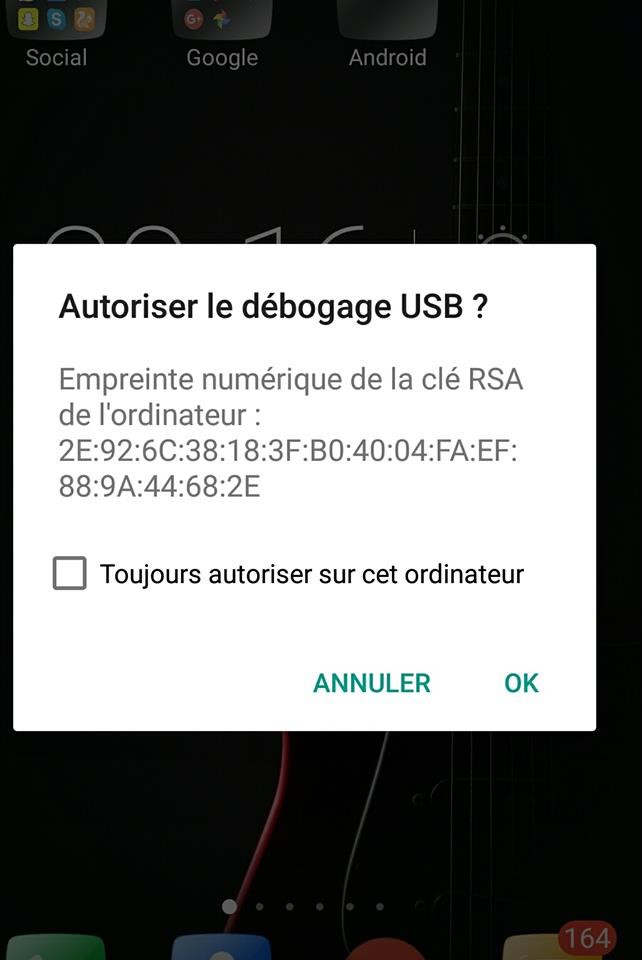 Social Google Android
Autoriser le débogage USB ?
Empreinte numérique de la clé RSA
de l'ordinateur :
2E:92:6C:38:18:3F:B0:40:04:FA:EF:
88:9A:44:68:2E
Toujours autoriser sur cet ordinateur
ANNULER OK
164